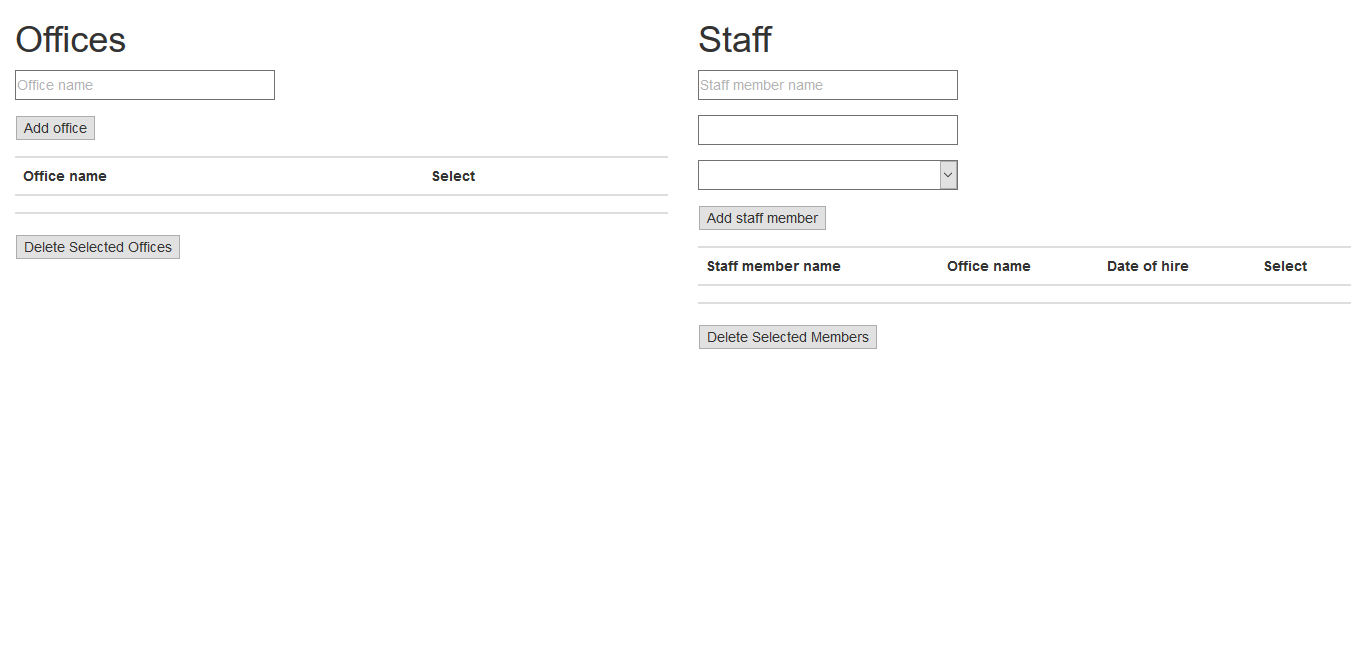 Offices
Office name
Add office
Office name Select
Delete Selected Offices
Staff
Staff member name
Add staff member
Staff member name Office name Date of hire Select
Delete Selected Members